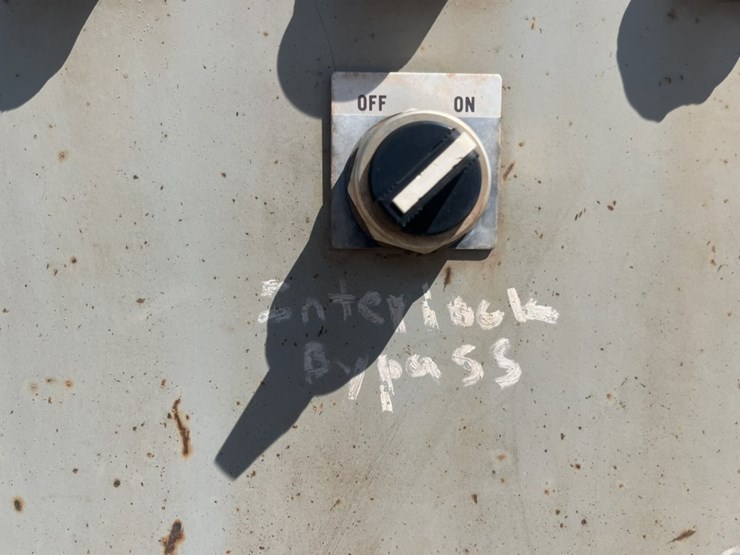 OFF ON
Interlock
Bypass